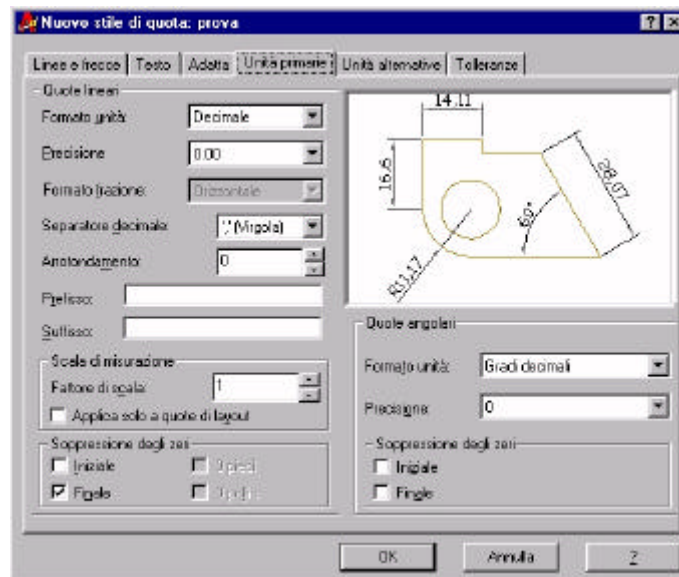 Nuovo stile di quota: prova
Linee e frecce Testo Adatta Unità primarie Unità alternative Tolleranze
Quote lineari
Formato unità: Decimale
Precisione 0.00
Formato frazione: Orizzontale
Separatore decimale: ',' (Virgola)
Arrotondamento: 0
Prefisso:
Suffisso:
Scala di misurazione
Fattore di scala: 1
Applica solo a quote di layout
Soppressione degli zeri
Iniziale 0 piedi
Finale
14,11
16,6
28,07
60°
R11,17
Quote angolari
Formato unità: Gradi decimali
Precisione: 0
Soppressione degli zeri
Iniziale
Finale
OK Annulla ?